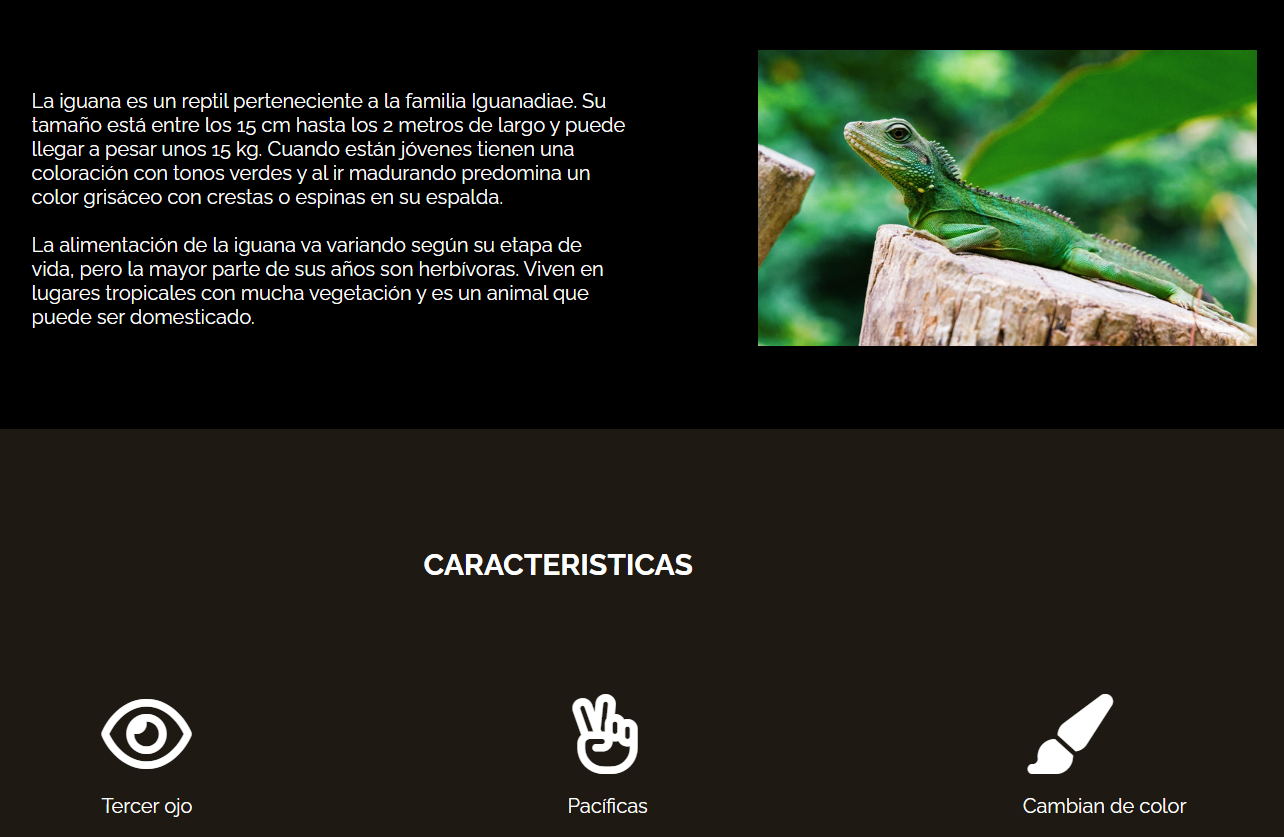 La iguana es un reptil perteneciente a la familia Iguanadiae. Su
tamaño está entre los 15 cm hasta los 2 metros de largo y puede
llegar a pesar unos 15 kg. Cuando están jóvenes tienen una
coloración con tonos verdes y al ir madurando predomina un
color grisáceo con crestas o espinas en su espalda.
La alimentación de la iguana va variando según su etapa de
vida, pero la mayor parte de sus años son herbívoras. Viven en
lugares tropicales con mucha vegetación y es un animal que
puede ser domesticado.
CARACTERISTICAS
Tercer ojo
Pacíficas
Cambian de color